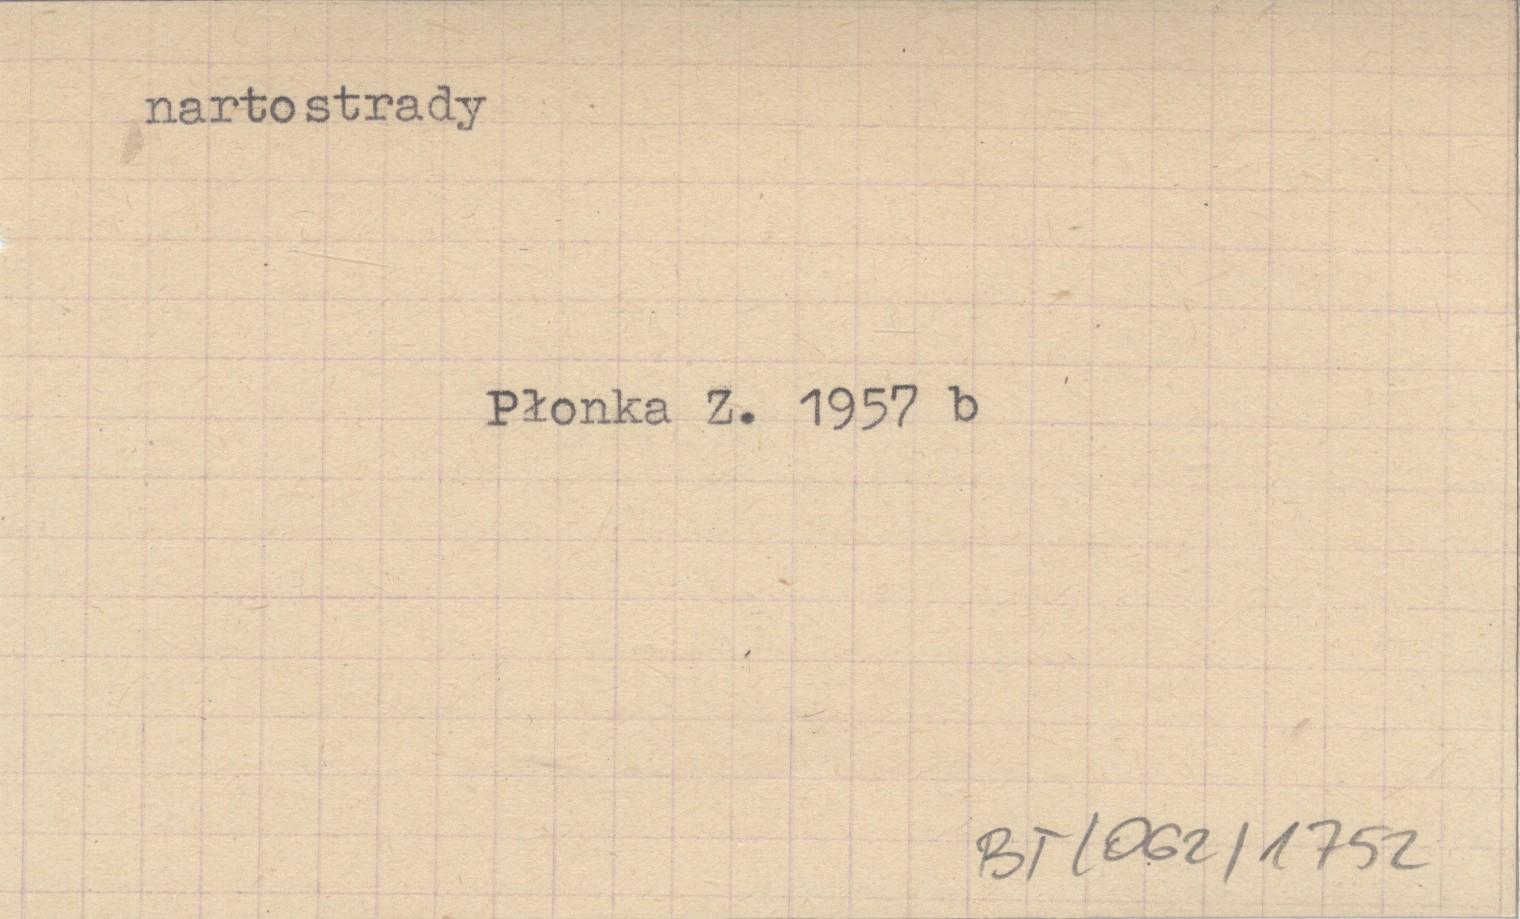 nartostrady
Płonka Z. 1957 b
BT/062/1752